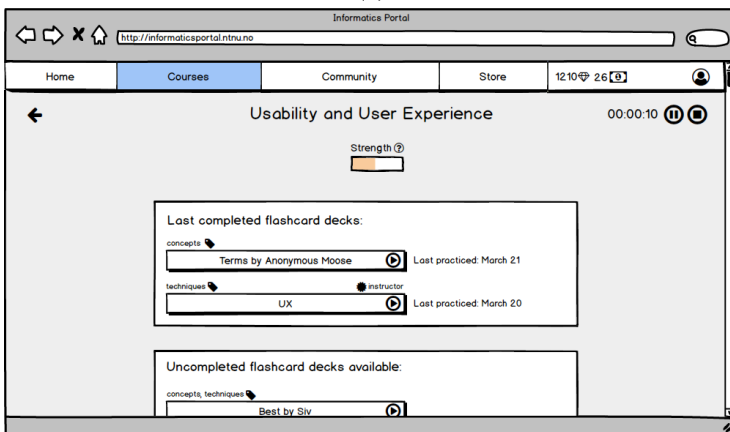 Informatics Portal
http://informaticsportal.ntnu.no
Home Courses Community Store 1210 26
Usability and User Experience 00:00:10
Strength ?
Last completed flashcard decks:
concepts
Terms by Anonymous Moose Last practiced: March 21
techniques instructor
UX Last practiced: March 20
Uncompleted flashcard decks available:
concepts, techniques
Best by Siv